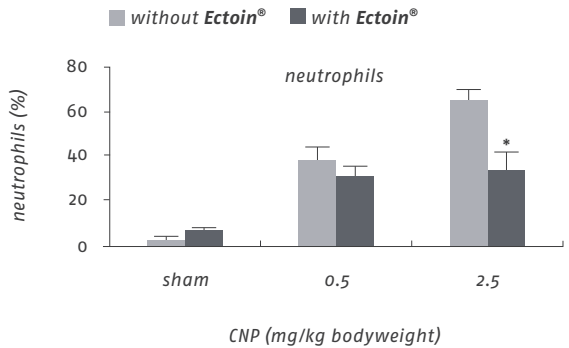 without Ectoin® with Ectoin®
neutrophils
neutrophils (%)
80
60
40
20
0
*
sham 0.5 2.5
CNP (mg/kg bodyweight)